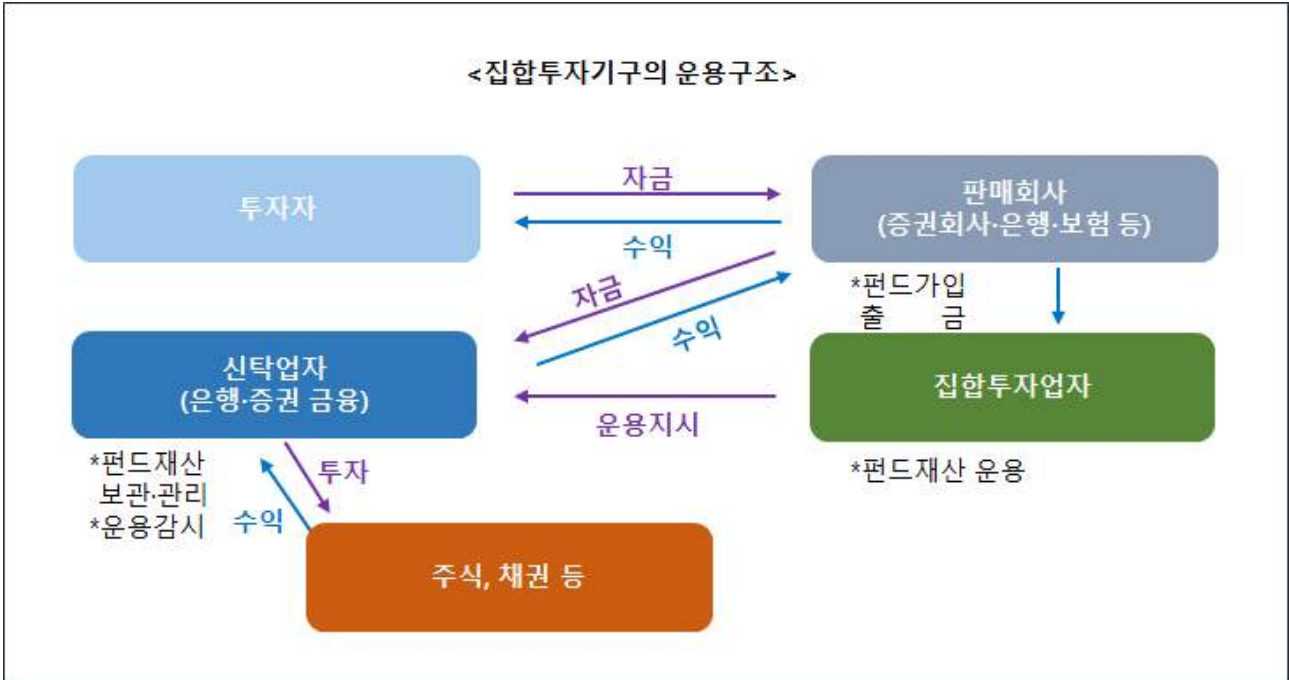 <집합투자기구의 운용구조>
투자자
자금
수익
판매회사
(증권회사·은행·보험 등)
자금
수익
*펀드가입
출 금
신탁업자
(은행·증권 금융)
운용지시
집합투자업자
*펀드재산
보관·관리
*운용감시
투자
수익
*펀드재산 운용
주식, 채권 등